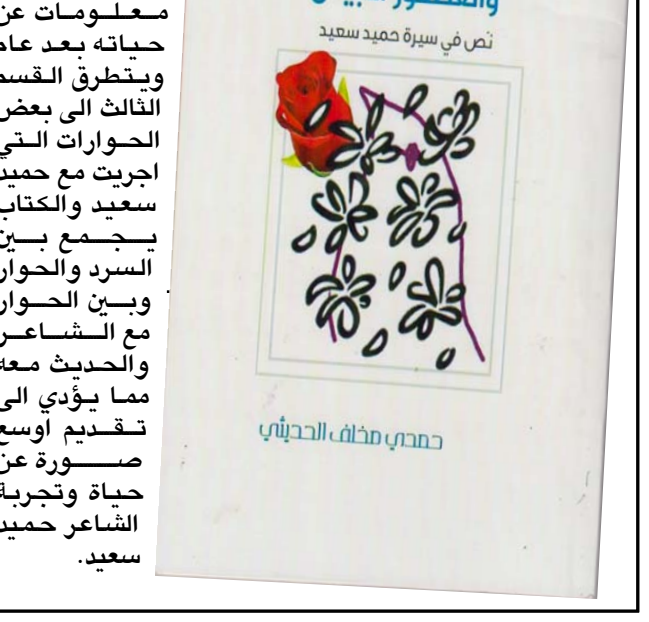 معلومات عن
حياته بعد عام
ويتطرق القسم
الثالث الى بعض
الحوارات التي
اجريت مع حميد
سعيد والكتاب
يجمع بين
السرد والحوار
وبين الحوار
مع الشاعر
والحديث معه
مما يؤدي الى
تقديم اوسع
صورة عن
حياة وتجربة
الشاعر حميد
سعيد.
نص في سيرة حميد سعيد
حمدي مخلف الحديثي